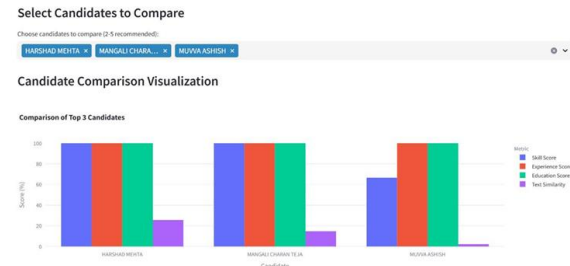 Select Candidates to Compare
Choose candidates to compare (2-5 recommended):
HARSHAD MEHTA × MANGALI CHARA... × MUVVA ASHISH ×
Candidate Comparison Visualization
Comparison of Top 3 Candidates
Metric
Skill Score
Experience Scor
Education Score
Text Similarity
Score (%)
100
80
60
40
20
0
HARSHAD MEHTA MANGALI CHARAN TEJA MUVVA ASHISH
Candidate